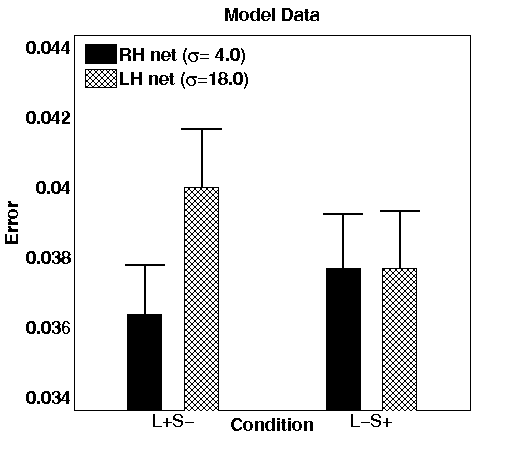 Model Data
0.044
RH net (σ= 4.0)
LH net (σ=18.0)
0.042
0.04
Error
0.038
0.036
0.034
L+S−
Condition
L−S+